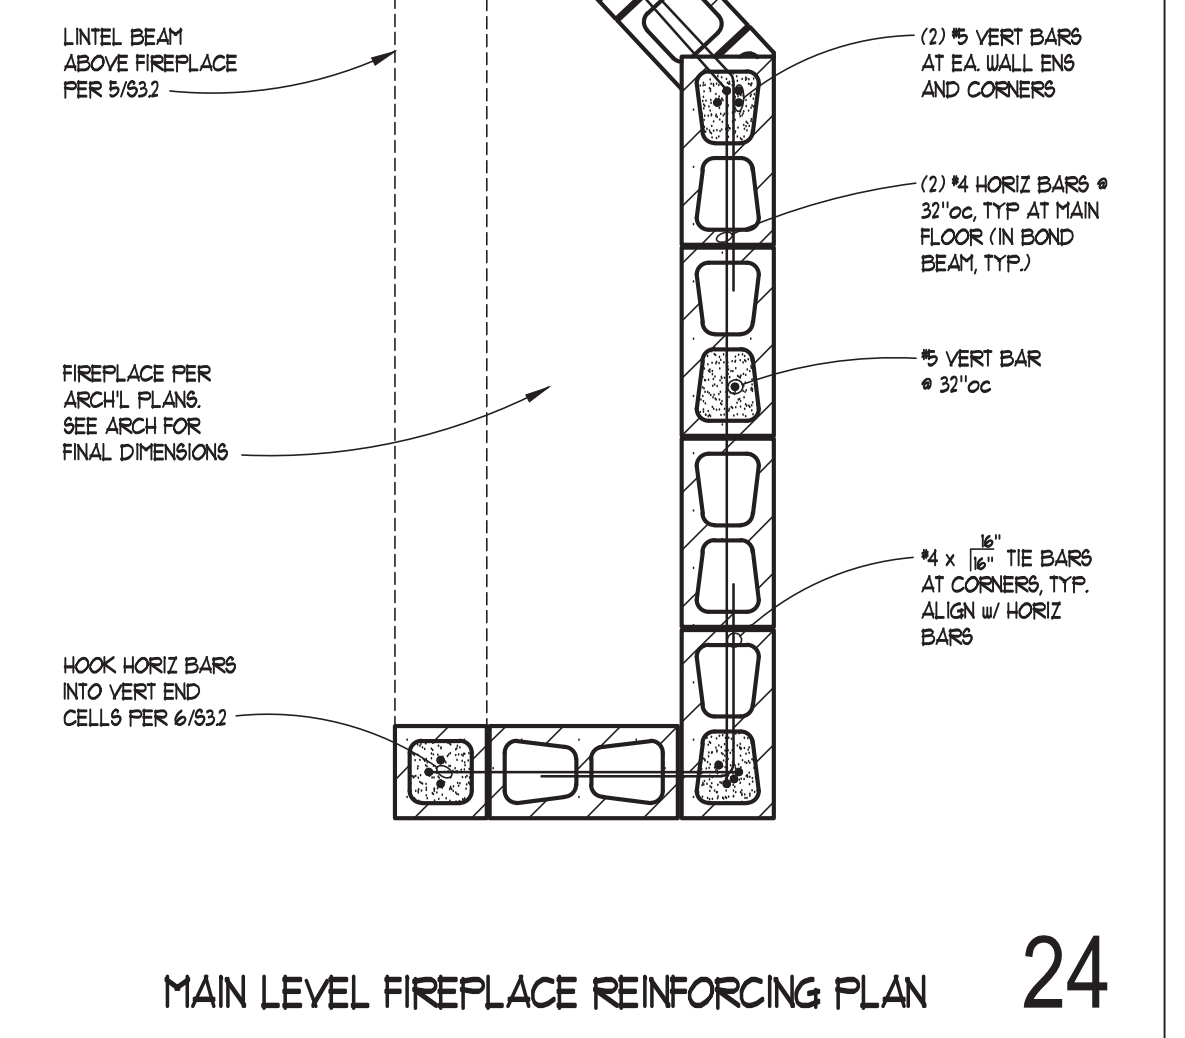 LINTEL BEAM
ABOVE FIREPLACE
PER 5/S3.2
(2) #5 VERT BARS
AT EA. WALL ENS
AND CORNERS
(2) #4 HORIZ BARS @
32"oc, TYP AT MAIN
FLOOR (IN BOND
BEAM, TYP.)
#5 VERT BAR
@ 32"oc
FIREPLACE PER
ARCH'L PLANS.
SEE ARCH FOR
FINAL DIMENSIONS
16"
#4 x 16" TIE BARS
AT CORNERS, TYP.
ALIGN w/ HORIZ
BARS
HOOK HORIZ BARS
INTO VERT END
CELLS PER 6/S3.2
MAIN LEVEL FIREPLACE REINFORCING PLAN
24